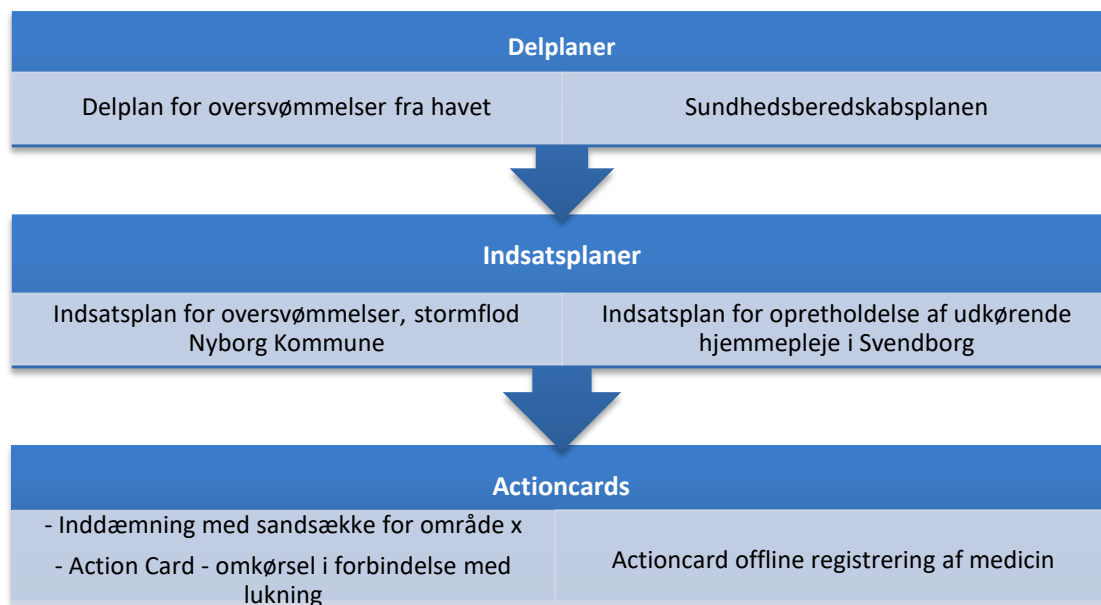 Delplaner
Delplan for oversvømmelser fra havet
Sundhedsberedskabsplanen
Indsatsplaner
Indsatsplan for oversvømmelser, stormflod
Nyborg Kommune
Indsatsplan for opretholdelse af udkørende
hjemmepleje i Svendborg
Actioncards
- Inddæmning med sandsække for område x
- Action Card - omkørsel i forbindelse med
lukning
Actioncard offline registrering af medicin